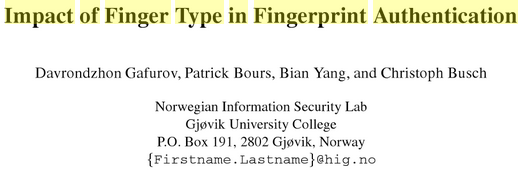 Impact of Finger Type in Fingerprint Authentication
Davrondzhon Gafurov, Patrick Bours, Bian Yang, and Christoph Busch
Norwegian Information Security Lab
Gjøvik University College
P.O. Box 191, 2802 Gjøvik, Norway
{Firstname.Lastname}@hig.no